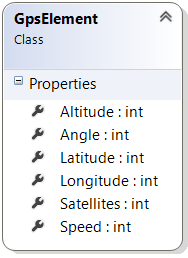 GpsElement
Class
Properties
Altitude : int
Angle : int
Latitude : int
Longitude : int
Satellites : int
Speed : int